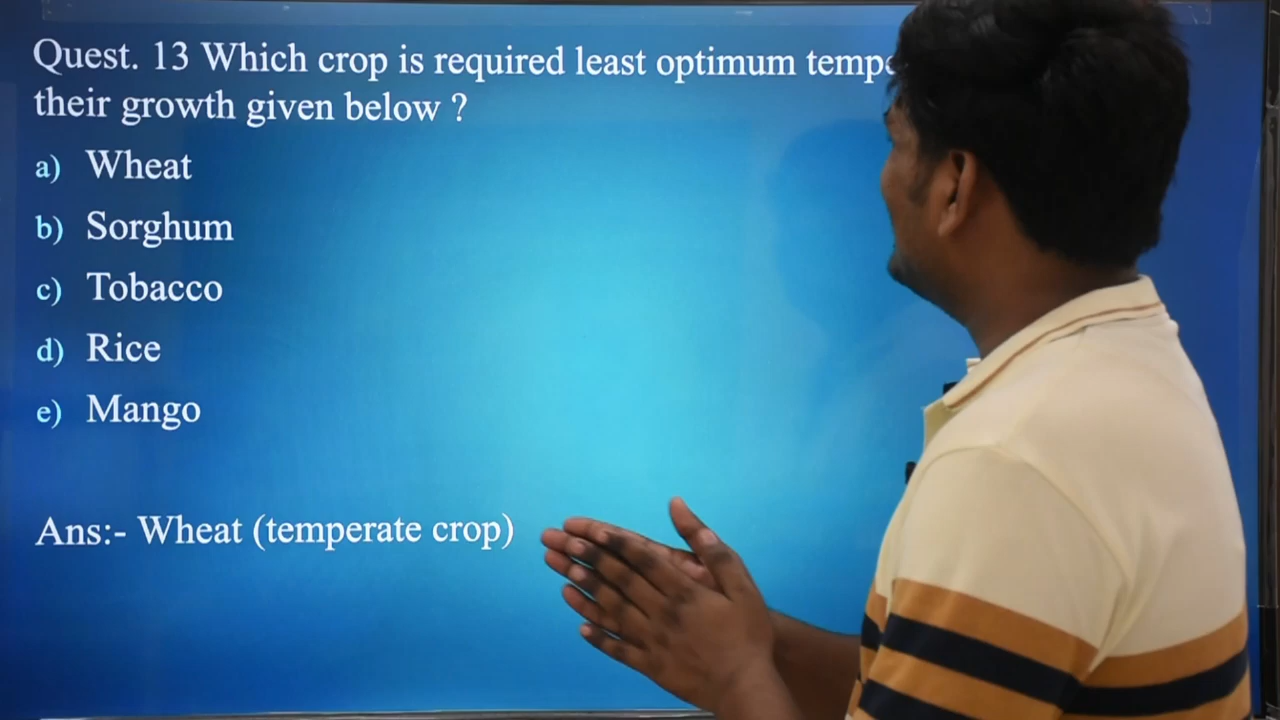 Quest. 13 Which crop is required least optimum
their growth given below ?
a) Wheat
b) Sorghum
c) Tobacco
d) Rice
e) Mango
Ans:- Wheat (temperate crop)